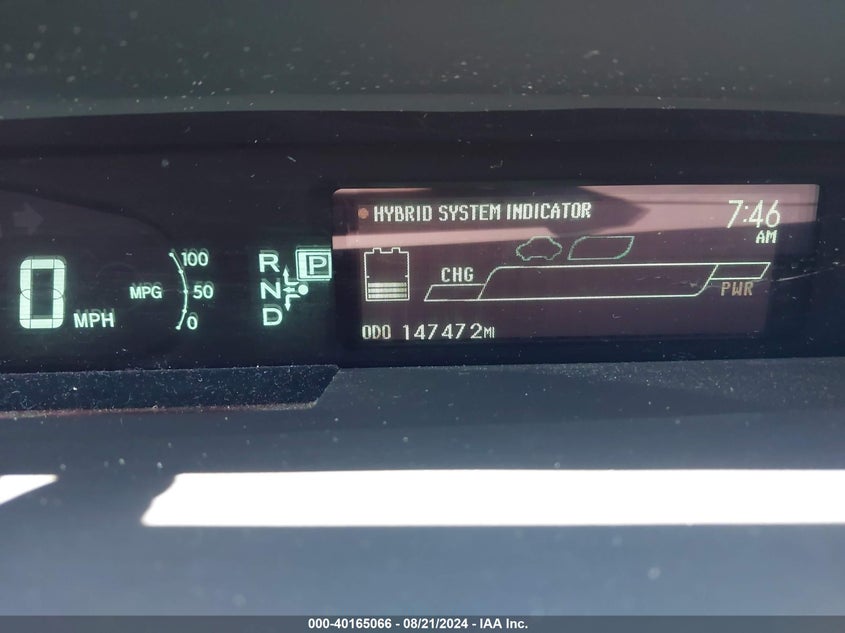 HYBRID SYSTEM INDICATOR
7:46
AM
0 MPH
MPG
100
50
0
R
N
D
P
CHG
PWR
ODO 147472MI
000-40165066 - 08/21/2024 - IAA Inc.